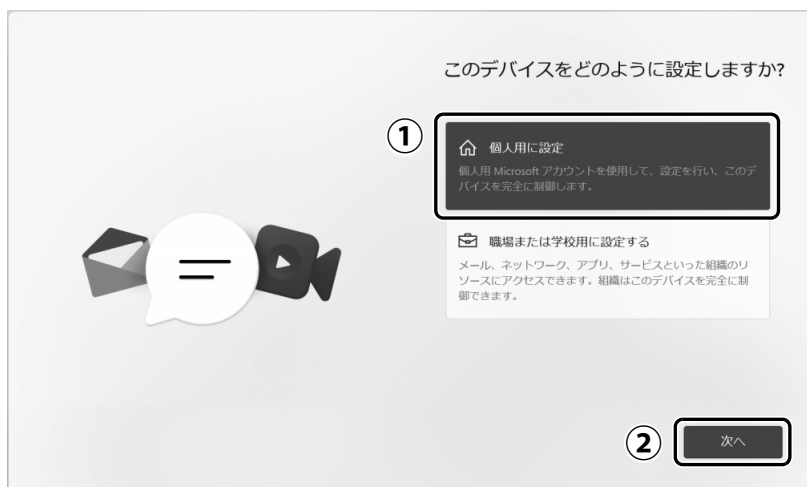 このデバイスをどのように設定しますか?
①
個人用に設定
個人用 Microsoft アカウントを使用して、設定を行い、このデ
バイスを完全に制御します。
職場または学校用に設定する
メール、ネットワーク、アプリ、サービスといった組織のリ
ソースにアクセスできます。組織はこのデバイスを完全に制
御できます。
②
次へ